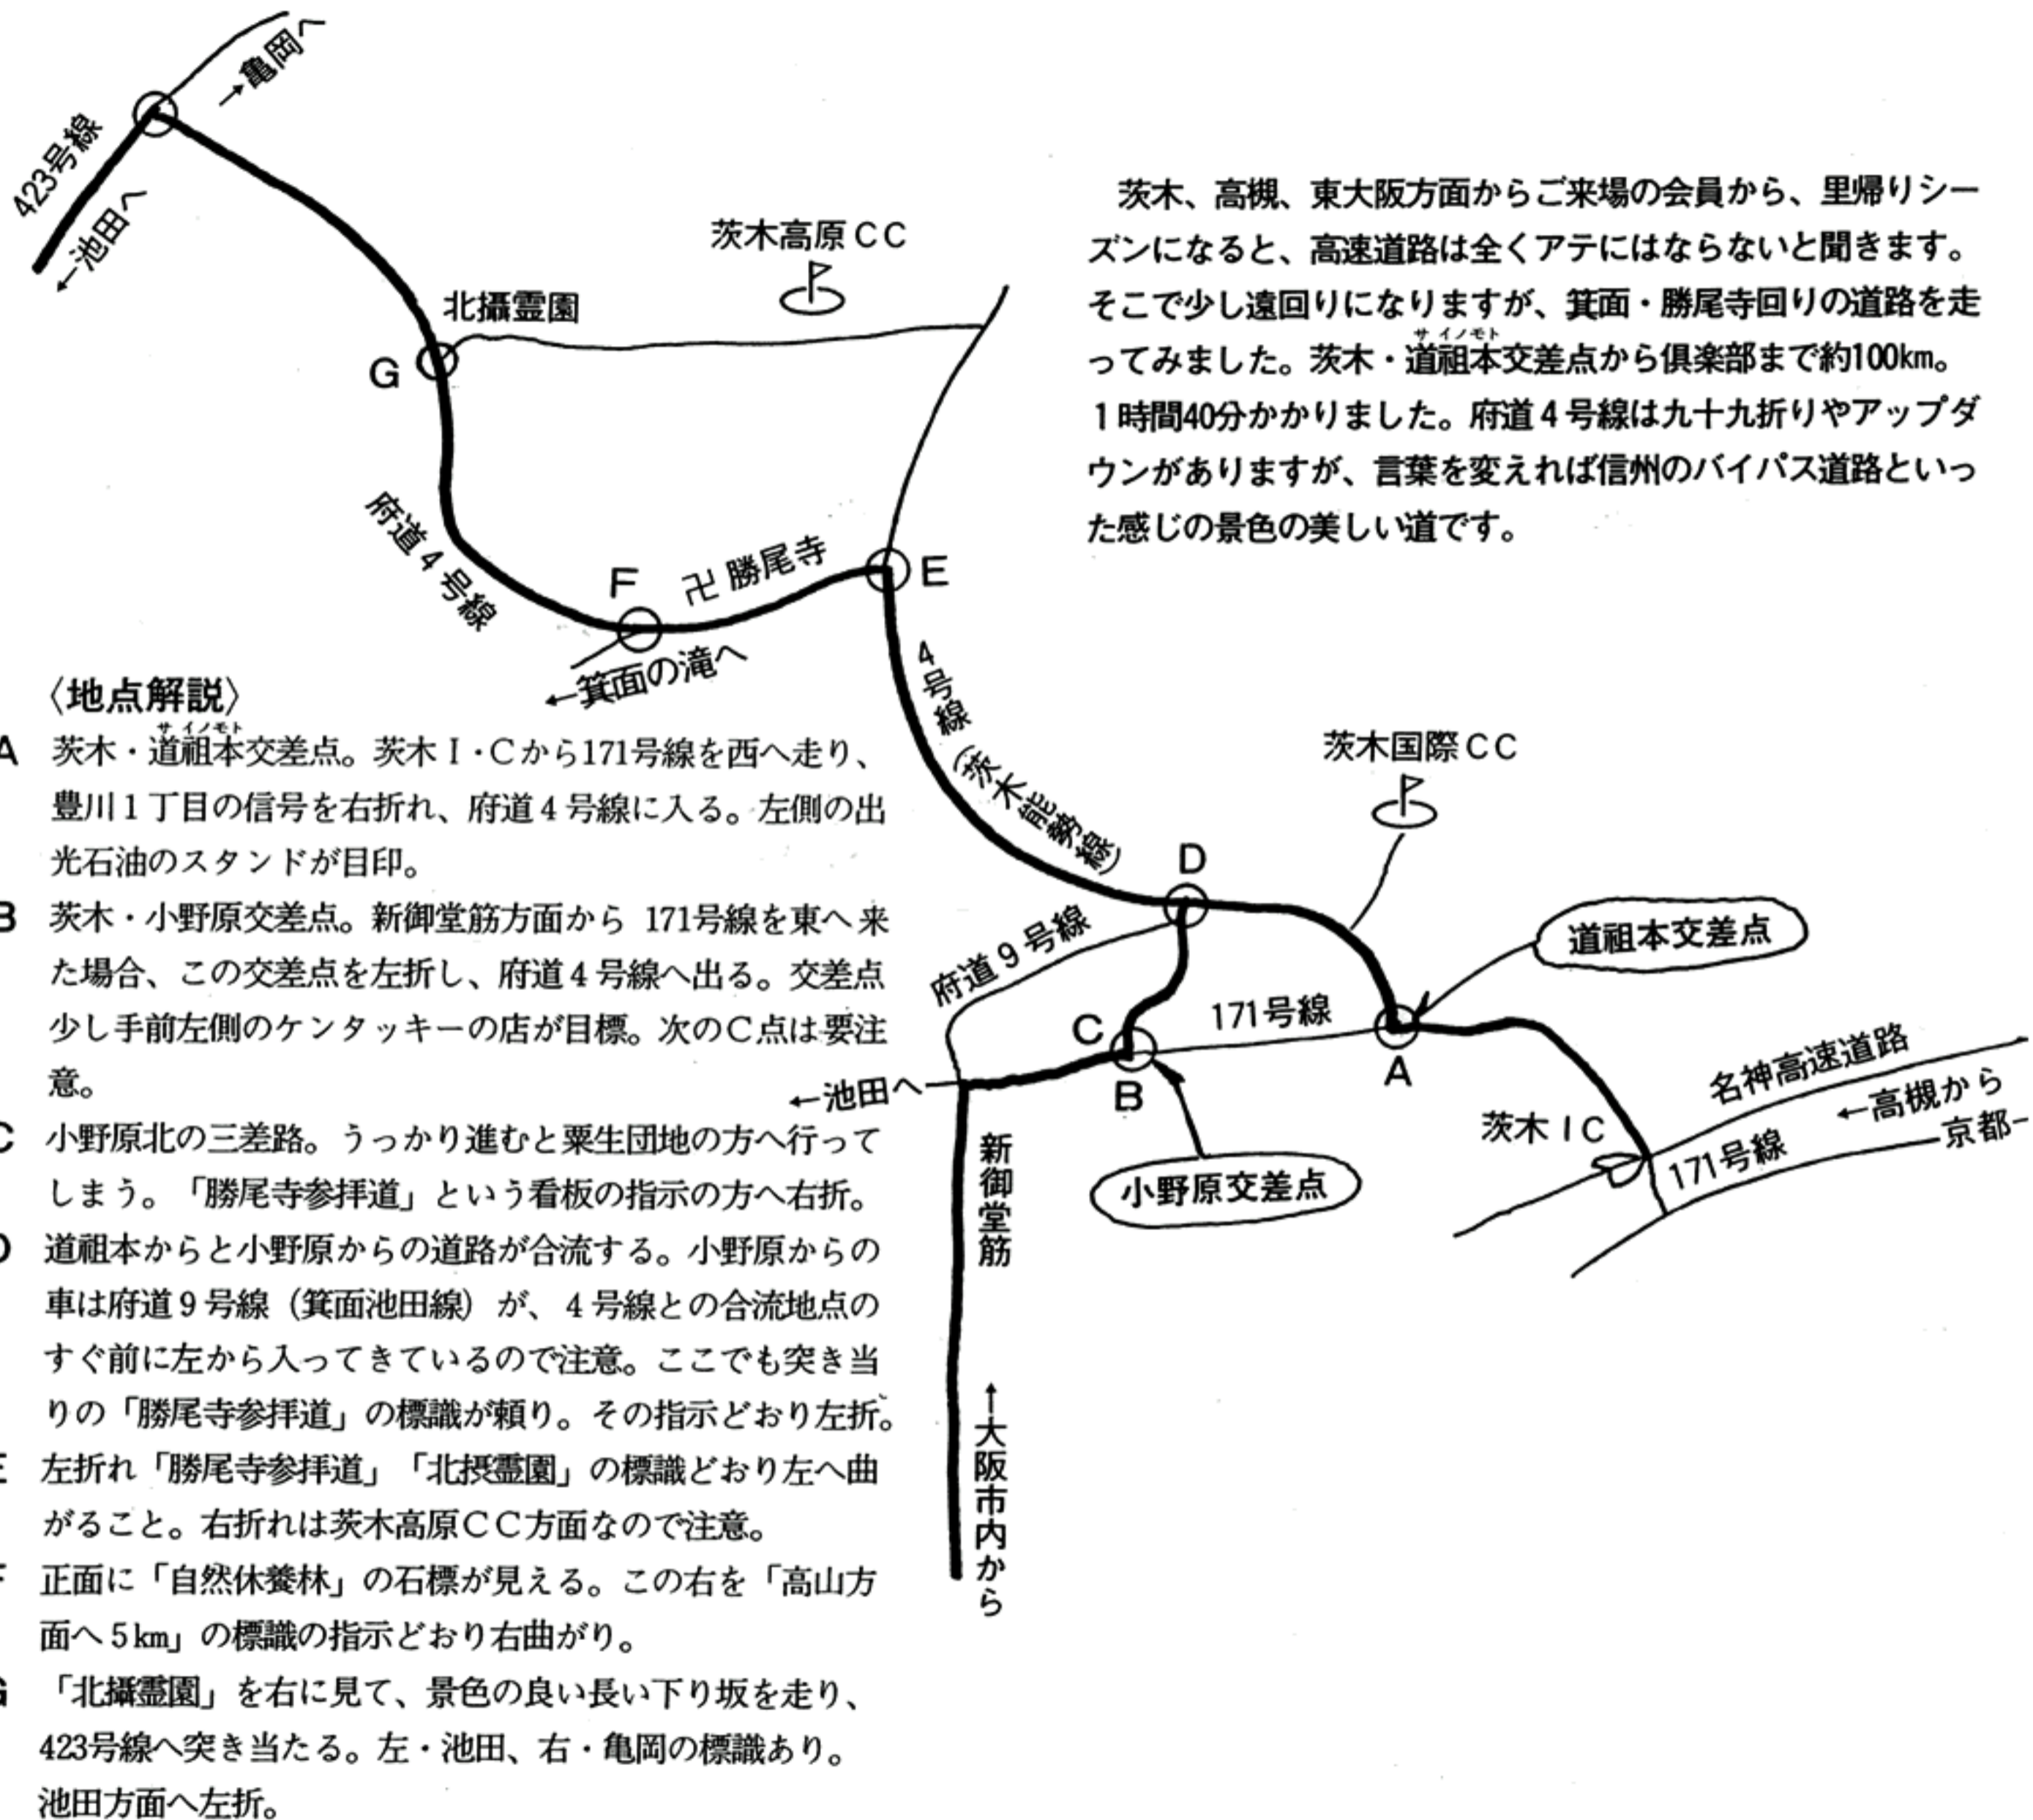 →亀岡へ
423号線
←池田へ
茨木高原CC
北攝霊園
G
府道4号線
F
卍 勝尾寺
E
←箕面の滝へ
4号線(茨木能勢線)
茨木国際CC
D
府道9号線
道祖本交差点
171号線
C
B
A
←池田へ
小野原交差点
新御堂筋
←大阪市内から
茨木IC
名神高速道路
←高槻から
171号線
京都
茨木、高槻、東大阪方面からご来場の会員から、里帰りシー
ズンになると、高速道路は全くアテにはならないと聞きます。
そこで少し遠回りになりますが、箕面・勝尾寺回りの道路を走
サイノモト
ってみました。茨木・道祖本交差点から倶楽部まで約100km。
1時間40分かかりました。府道4号線は九十九折りやアップダ
ウンがありますが、言葉を変えれば信州のバイパス道路といっ
た感じの景色の美しい道です。
〈地点解説〉
サイノモト
A 茨木・道祖本交差点。茨木I・Cから171号線を西へ走り、
豊川1丁目の信号を右折れ、府道4号線に入る。左側の出
光石油のスタンドが目印。
B 茨木・小野原交差点。新御堂筋方面から 171号線を東へ来
た場合、この交差点を左折し、府道4号線へ出る。交差点
少し手前左側のケンタッキーの店が目標。次のC点は要注
意。
C 小野原北の三差路。うっかり進むと粟生団地の方へ行って
しまう。「勝尾寺参拝道」という看板の指示の方へ右折。
D 道祖本からと小野原からの道路が合流する。小野原からの
車は府道9号線(箕面池田線)が、4号線との合流地点の
すぐ前に左から入ってきているので注意。ここでも突き当
りの「勝尾寺参拝道」の標識が頼り。その指示どおり左折。
E 左折れ「勝尾寺参拝道」「北摂霊園」の標識どおり左へ曲
がること。右折れは茨木高原CC方面なので注意。
F 正面に「自然休養林」の石標が見える。この右を「高山方
面へ5km」の標識の指示どおり右曲がり。
G 「北攝霊園」を右に見て、景色の良い長い下り坂を走り、
423号線へ突き当たる。左・池田、右・亀岡の標識あり。
池田方面へ左折。